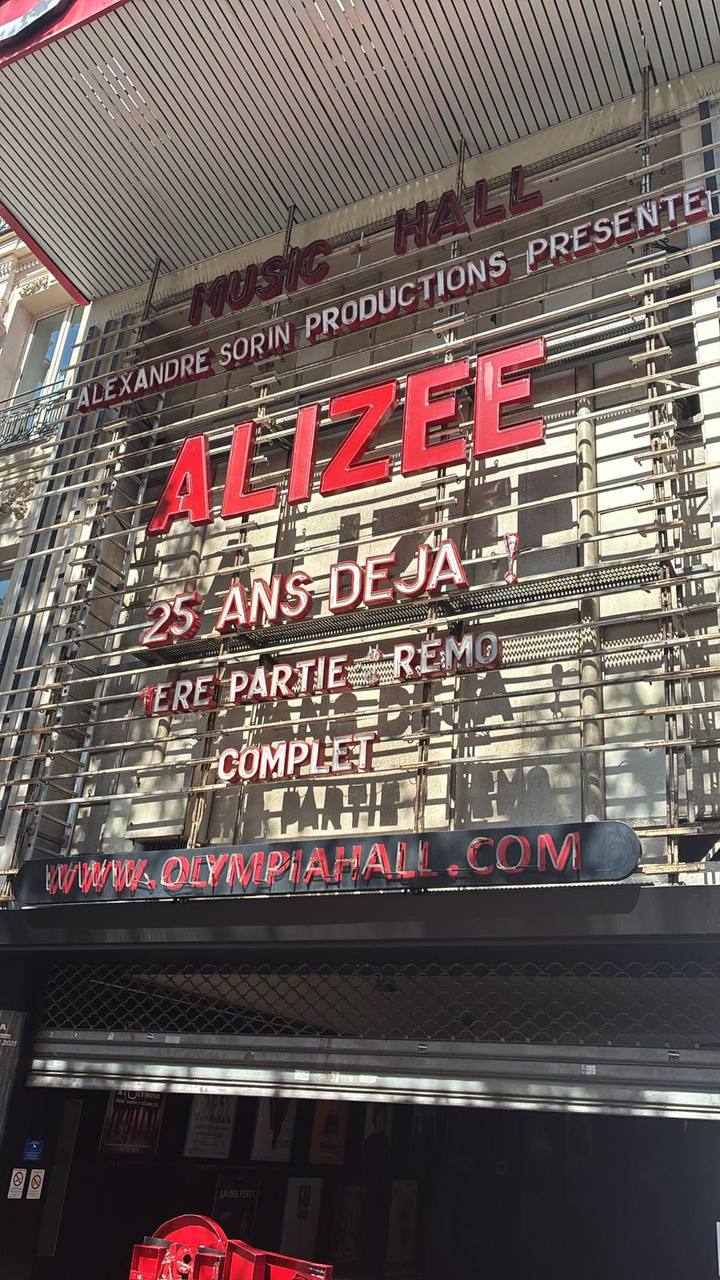 MUSIC HALL
ALEXANDRE SORIN PRODUCTIONS PRESENTE
ALIZEE
25 ANS DEJA !
1ERE PARTIE : REMO
COMPLET
WWW.OLYMPIAHALL.COM